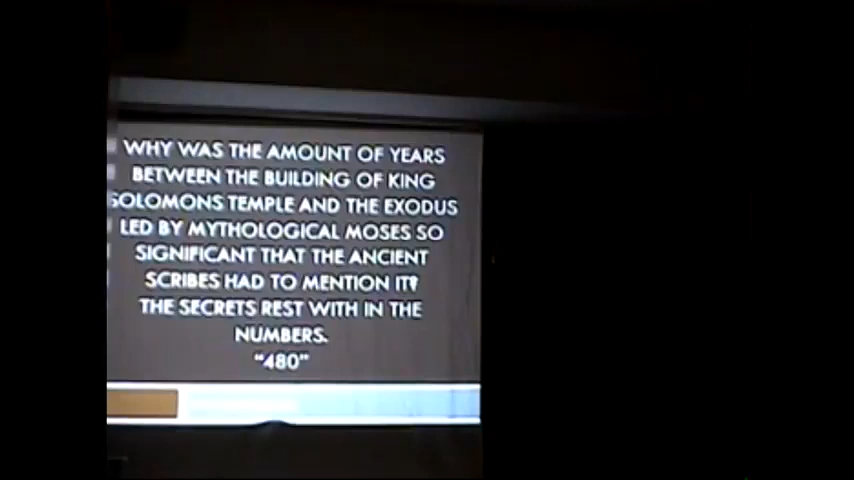 WHY WAS THE AMOUNT OF YEARS
BETWEEN THE BUILDING OF KING
SOLOMONS TEMPLE AND THE EXODUS
LED BY MYTHOLOGICAL MOSES SO
SIGNIFICANT THAT THE ANCIENT
SCRIBES HAD TO MENTION IT?
THE SECRETS REST WITH IN THE
NUMBERS.
“480”